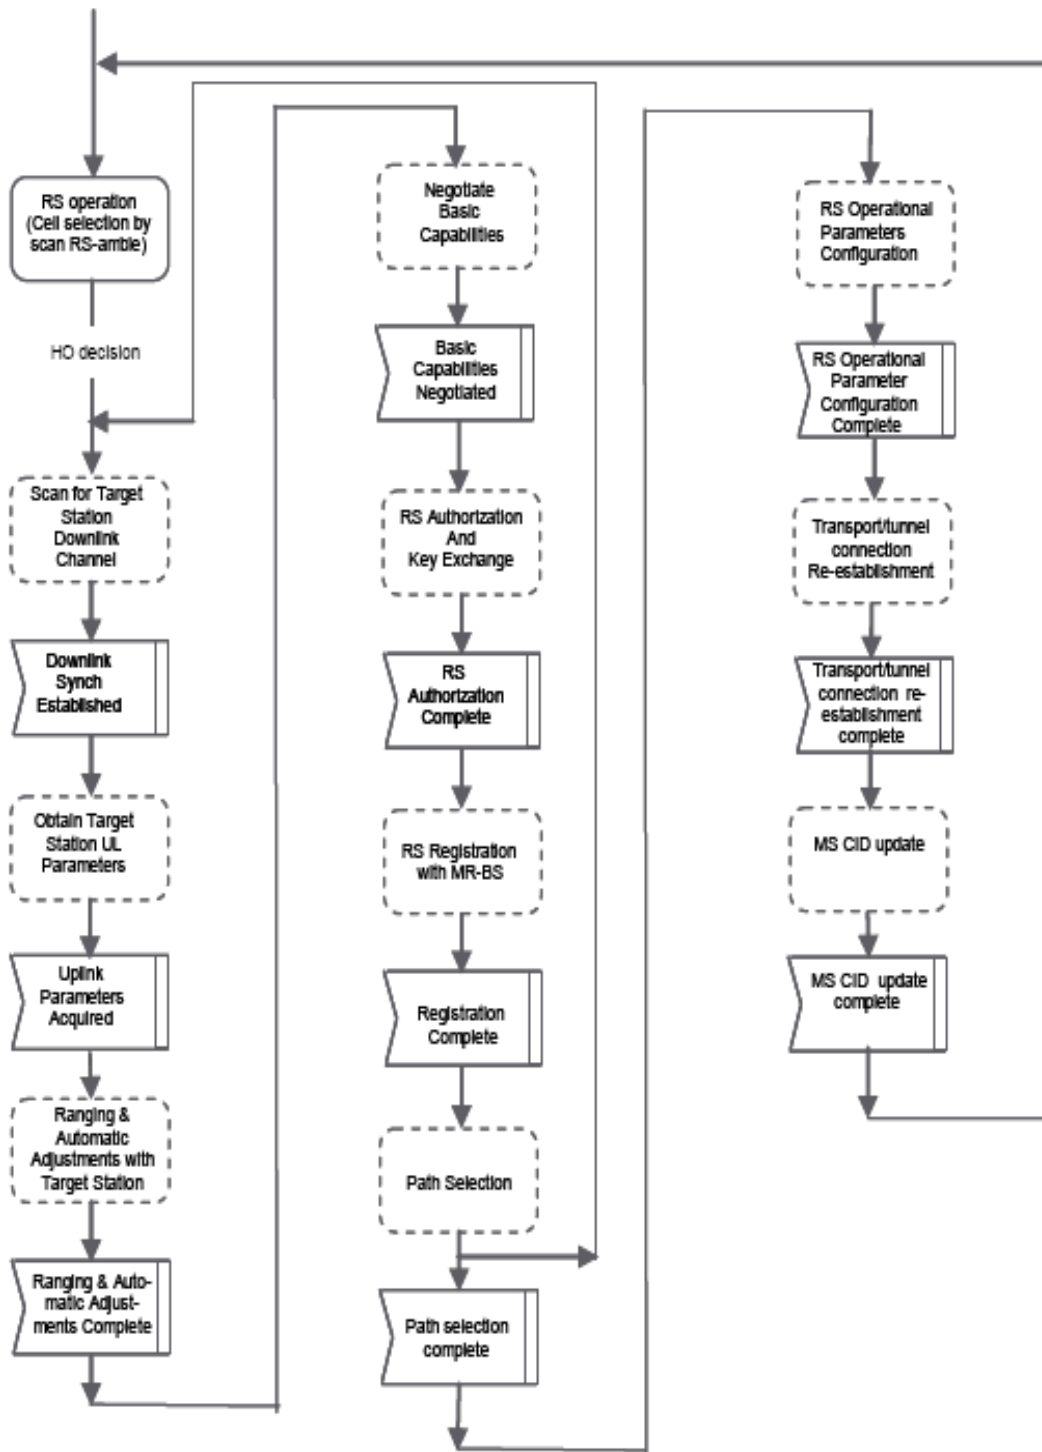 RS operation
(Cell selection by
scan RS-amble)
HO decision
Scan for Target
Station
Downlink
Channel
Downlink
Synch
Established
Obtain Target
Station UL
Parameters
Uplink
Parameters
Acquired
Ranging &
Automatic
Adjustments with
Target Station
Ranging & Auto-
matic Adjust-
ments Complete
Negotiate
Basic
Capabilities
Basic
Capabilities
Negotiated
RS Authorization
And
Key Exchange
RS
Authorization
Complete
RS Registration
with MR-BS
Registration
Complete
Path Selection
Path selection
complete
RS Operational
Parameters
Configuration
RS Operational
Parameter
Configuration
Complete
Transport/tunnel
connection
Re-establishment
Transport/tunnel
connection re-
establishment
complete
MS CID update
MS CID update
complete